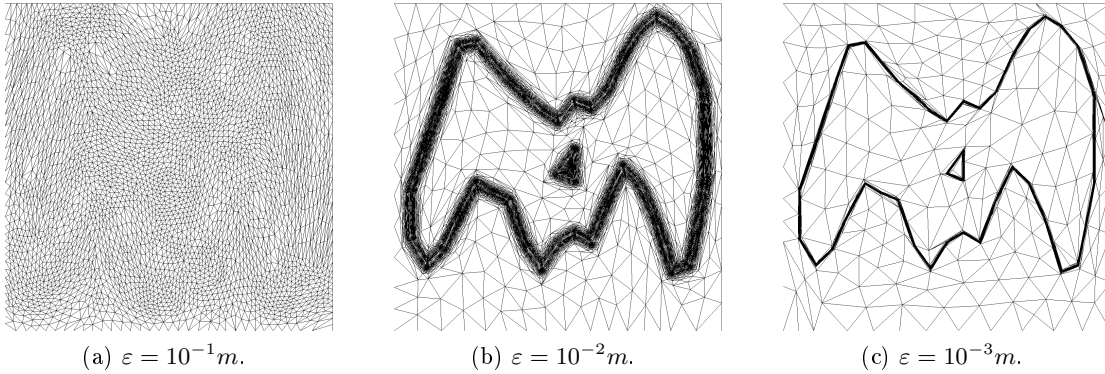 (a) ε = 10⁻¹m.
(b) ε = 10⁻²m.
(c) ε = 10⁻³m.